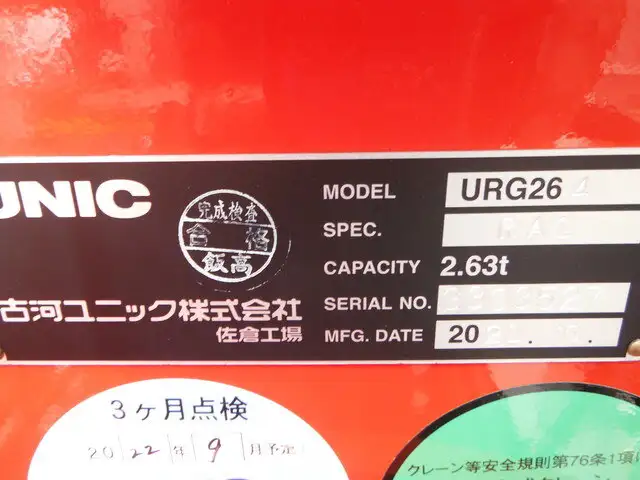 UNIC
完成検査
合格
飯高
古河ユニック株式会社
佐倉工場
MODEL URG264
SPEC.
CAPACITY 2.63t
SERIAL NO.
MFG. DATE 20
3ヶ月点検
20/22年9月予定
クレーン等安全規則第76条1項